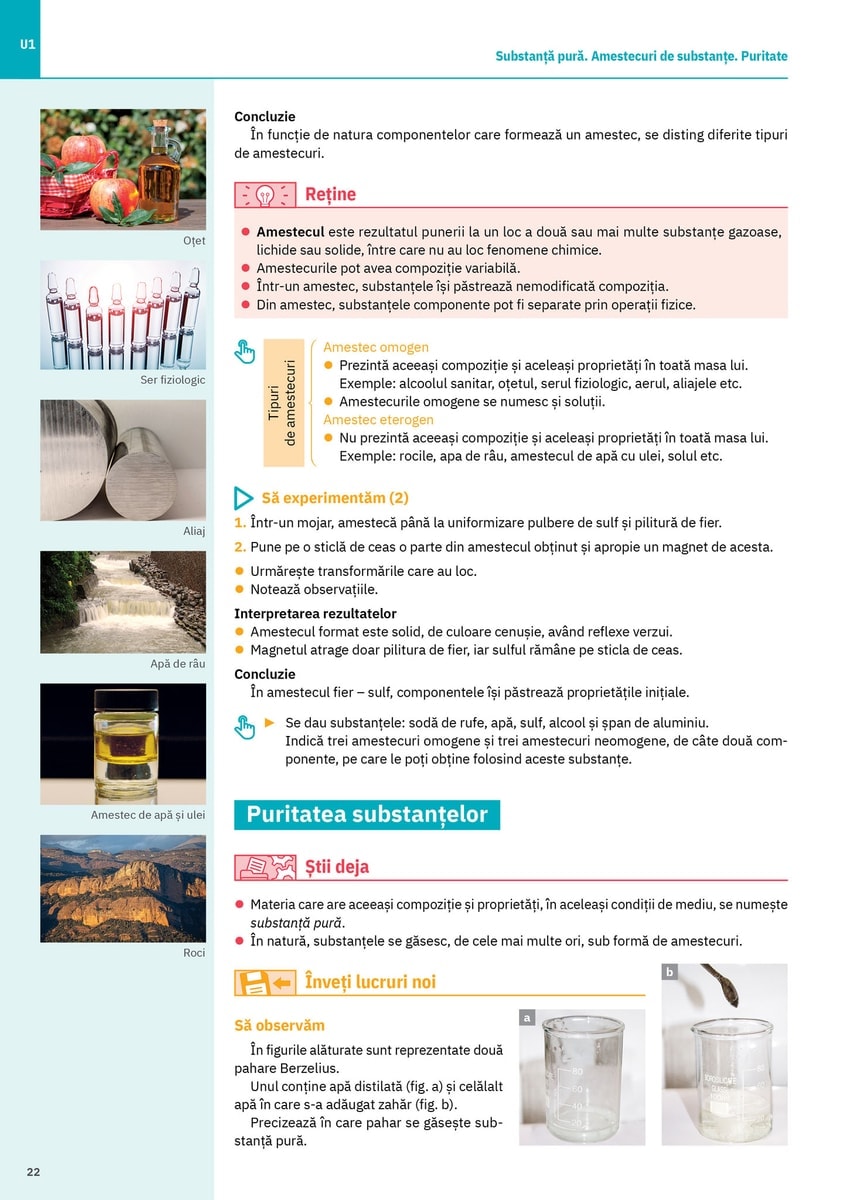 U1
Substanță pură. Amestecuri de substanțe. Puritate
Oțet
Ser fiziologic
Aliaj
Apă de râu
Amestec de apă și ulei
Roci
Concluzie
În funcție de natura componentelor care formează un amestec, se disting diferite tipuri
de amestecuri.
Reține
● Amestecul este rezultatul punerii la un loc a două sau mai multe substanțe gazoase,
lichide sau solide, între care nu au loc fenomene chimice.
● Amestecurile pot avea compoziție variabilă.
● Într-un amestec, substanțele își păstrează nemodificată compoziția.
● Din amestec, substanțele componente pot fi separate prin operații fizice.
Tipuri
de amestecuri
Amestec omogen
● Prezintă aceeași compoziție și aceleași proprietăți în toată masa lui.
Exemple: alcoolul sanitar, oțetul, serul fiziologic, aerul, aliajele etc.
● Amestecurile omogene se numesc și soluții.
Amestec eterogen
● Nu prezintă aceeași compoziție și aceleași proprietăți în toată masa lui.
Exemple: rocile, apa de râu, amestecul de apă cu ulei, solul etc.
Să experimentăm (2)
1. Într-un mojar, amestecă până la uniformizare pulbere de sulf și pilitură de fier.
2. Pune pe o sticlă de ceas o parte din amestecul obținut și apropie un magnet de acesta.
● Urmărește transformările care au loc.
● Notează observațiile.
Interpretarea rezultatelor
● Amestecul format este solid, de culoare cenușie, având reflexe verzui.
● Magnetul atrage doar pilitura de fier, iar sulful rămâne pe sticla de ceas.
Concluzie
În amestecul fier – sulf, componentele își păstrează proprietățile inițiale.
► Se dau substanțele: sodă de rufe, apă, sulf, alcool și șpan de aluminiu.
Indică trei amestecuri omogene și trei amestecuri neomogene, de câte două com-
ponente, pe care le poți obține folosind aceste substanțe.
Puritatea substanțelor
Știi deja
● Materia care are aceeași compoziție și proprietăți, în aceleași condiții de mediu, se numește
substanță pură.
● În natură, substanțele se găsesc, de cele mai multe ori, sub formă de amestecuri.
Înveți lucruri noi
Să observăm
În figurile alăturate sunt reprezentate două
pahare Berzelius.
Unul conține apă distilată (fig. a) și celălalt
apă în care s-a adăugat zahăr (fig. b).
Precizează în care pahar se găsește sub-
stanță pură.
a
80
60
40
20
b
80
60
40
22